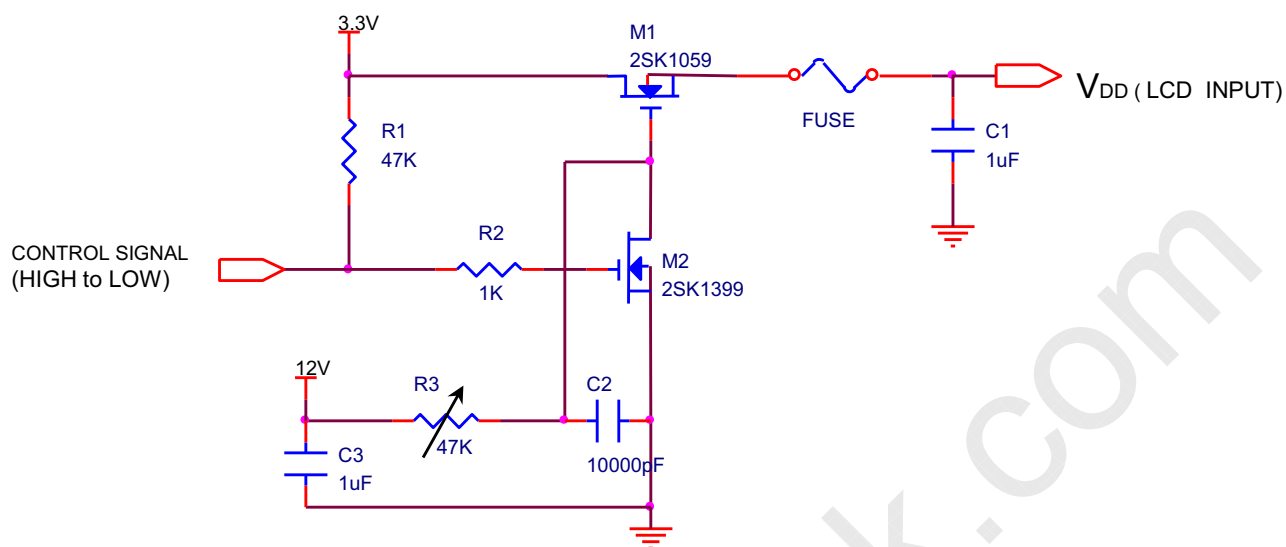 3.3V
M1
2SK1059
FUSE
VDD ( LCD INPUT)
R1
47K
C1
1uF
CONTROL SIGNAL
(HIGH to LOW)
R2
1K
M2
2SK1399
12V
R3
47K
C2
10000pF
C3
1uF
k.com